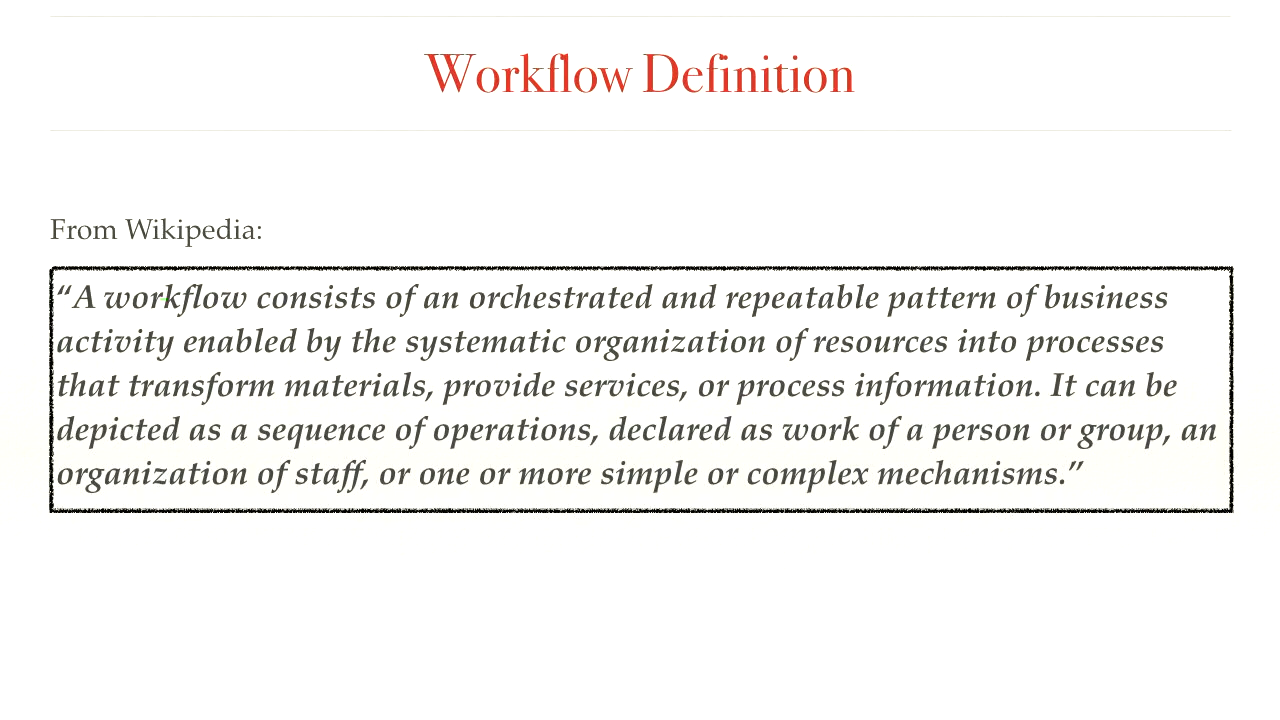 Workflow Definition
From Wikipedia:
“A workflow consists of an orchestrated and repeatable pattern of business
activity enabled by the systematic organization of resources into processes
that transform materials, provide services, or process information. It can be
depicted as a sequence of operations, declared as work of a person or group, an
organization of staff, or one or more simple or complex mechanisms.”